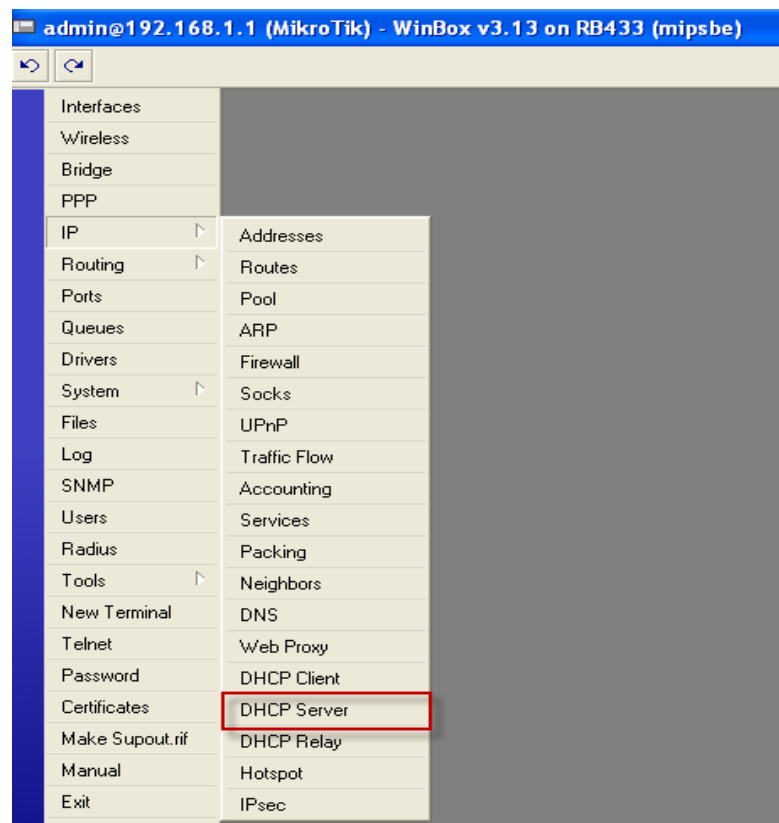 admin@192.168.1.1 (MikroTik) - WinBox v3.13 on RB433 (mipsbe)
Interfaces
Wireless
Bridge
PPP
IP
Routing
Ports
Queues
Drivers
System
Files
Log
SNMP
Users
Radius
Tools
New Terminal
Telnet
Password
Certificates
Make Supout.rif
Manual
Exit
Addresses
Routes
Pool
ARP
Firewall
Socks
UPnP
Traffic Flow
Accounting
Services
Packing
Neighbors
DNS
Web Proxy
DHCP Client
DHCP Server
DHCP Relay
Hotspot
IPsec